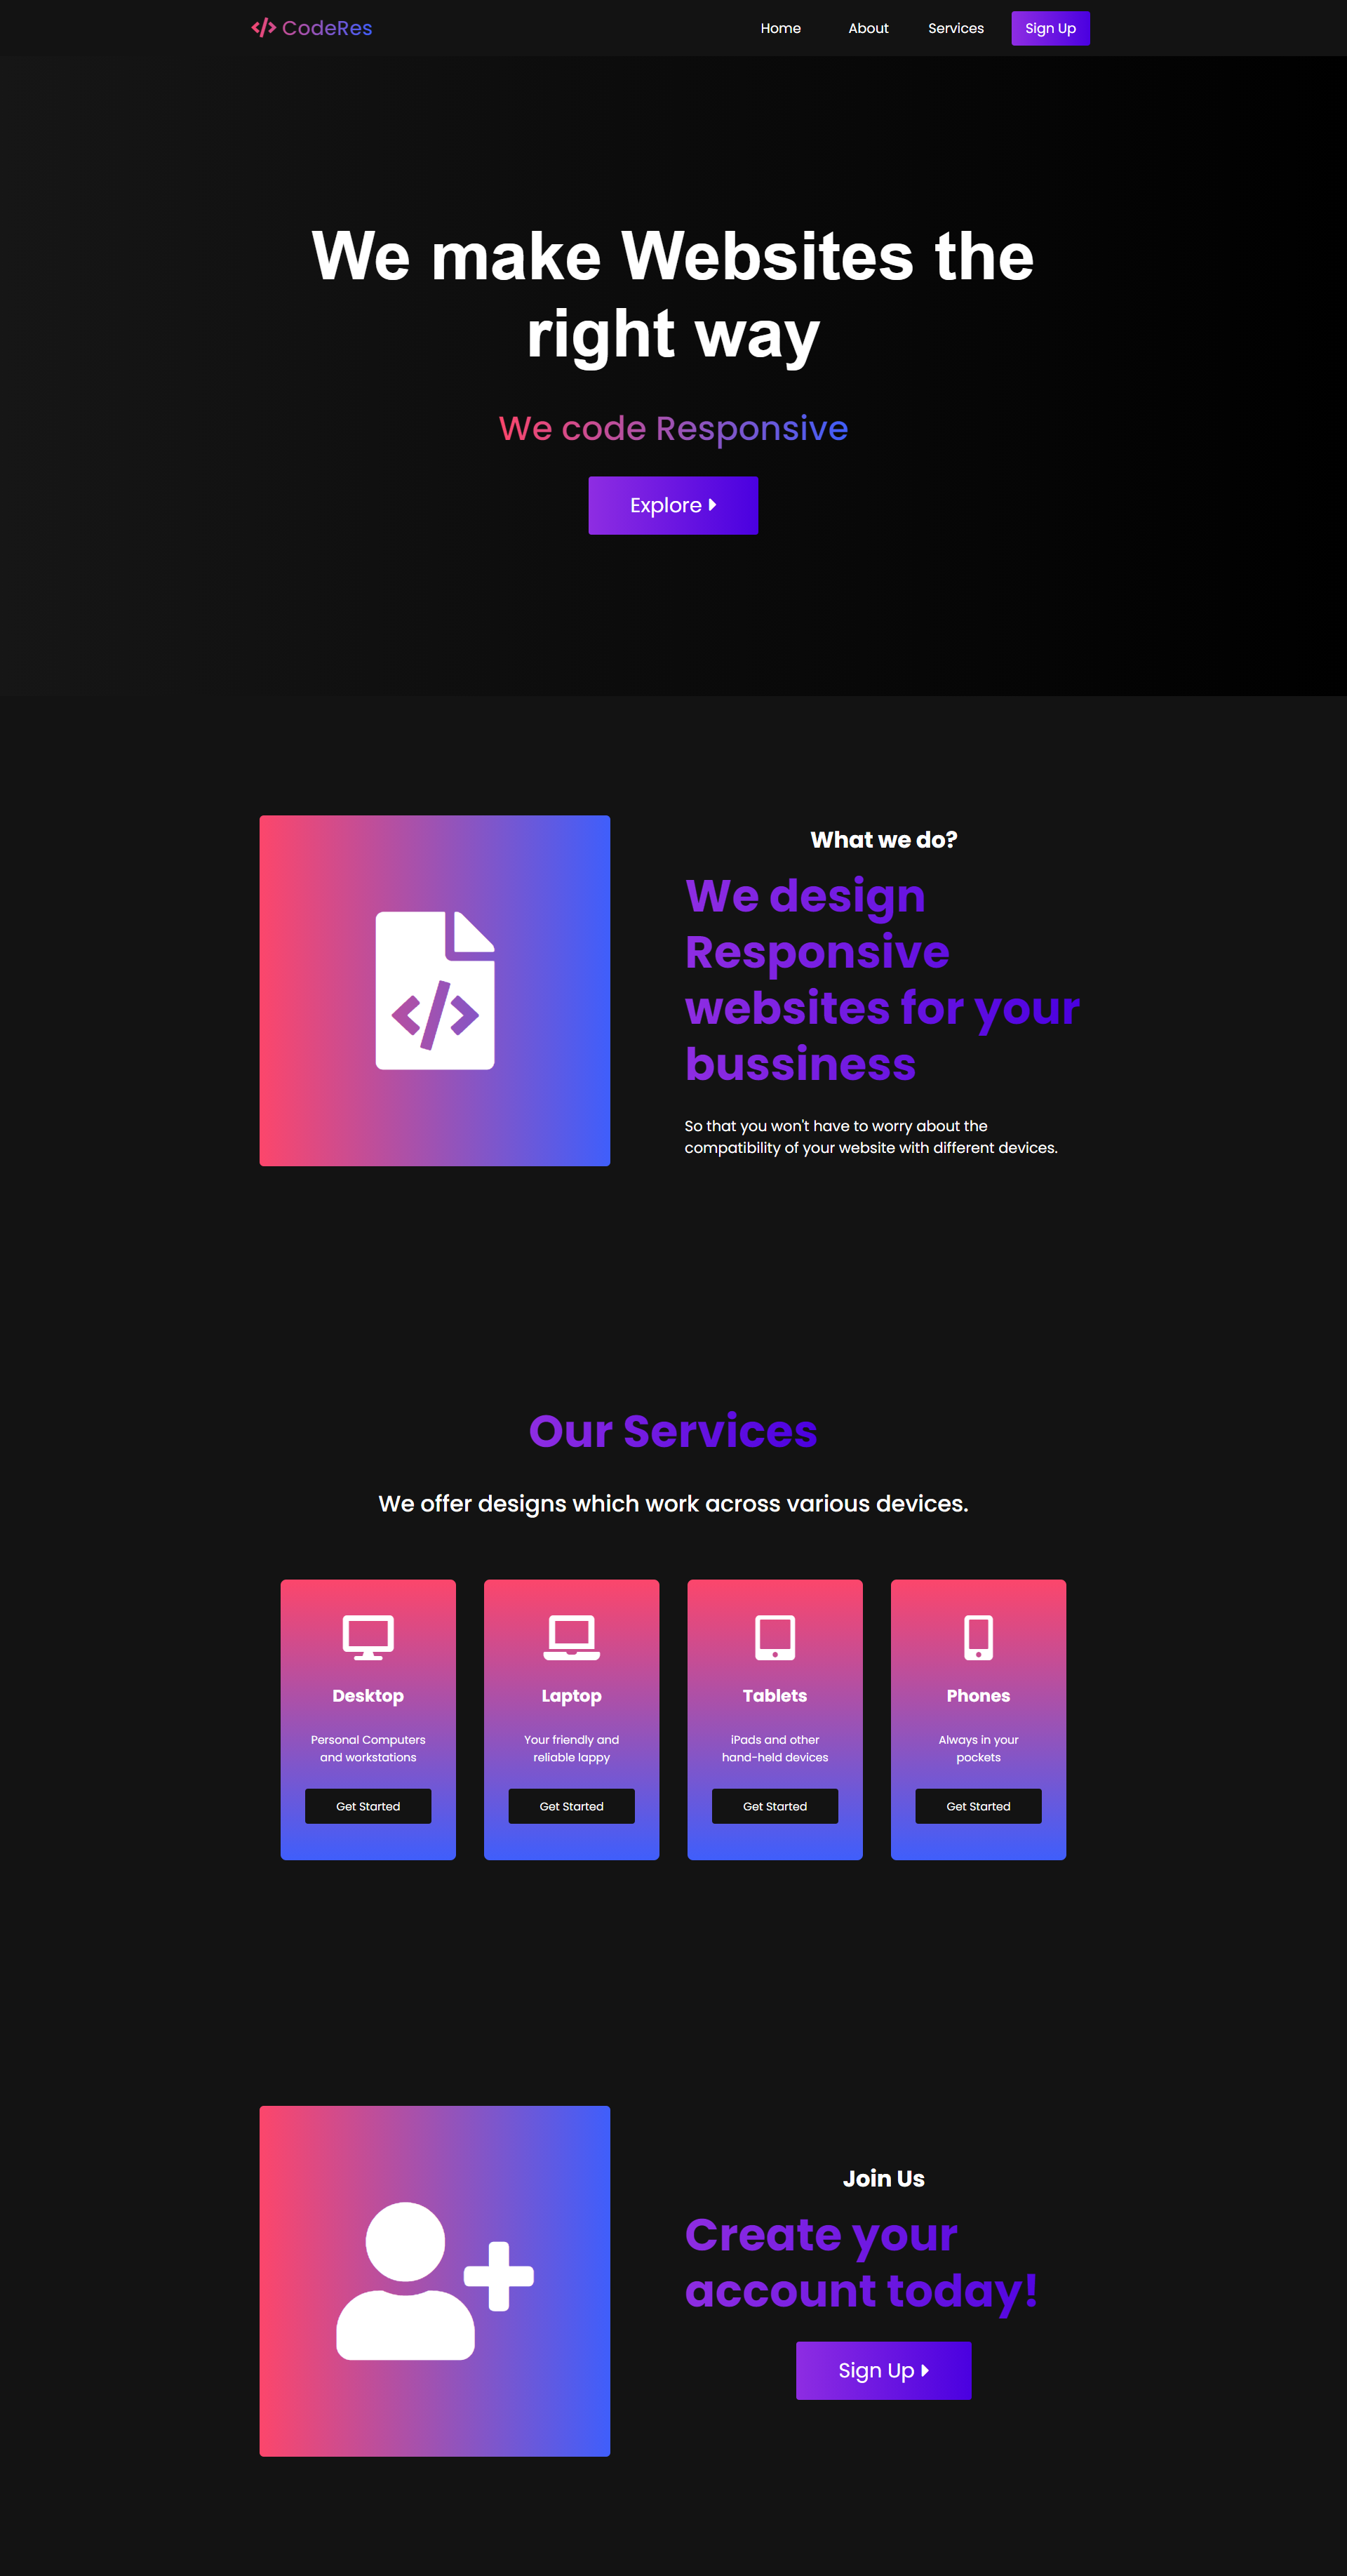 CodeRes
Home
About
Services
Sign Up
We make Websites the
right way
We code Responsive
Explore
What we do?
We design
Responsive
websites for your
bussiness
So that you won't have to worry about the
compatibility of your website with different devices.
Our Services
We offer designs which work across various devices.
Desktop
Personal Computers
and workstations
Get Started
Laptop
Your friendly and
reliable lappy
Get Started
Tablets
iPads and other
hand-held devices
Get Started
Phones
Always in your
pockets
Get Started
Join Us
Create your
account today!
Sign Up